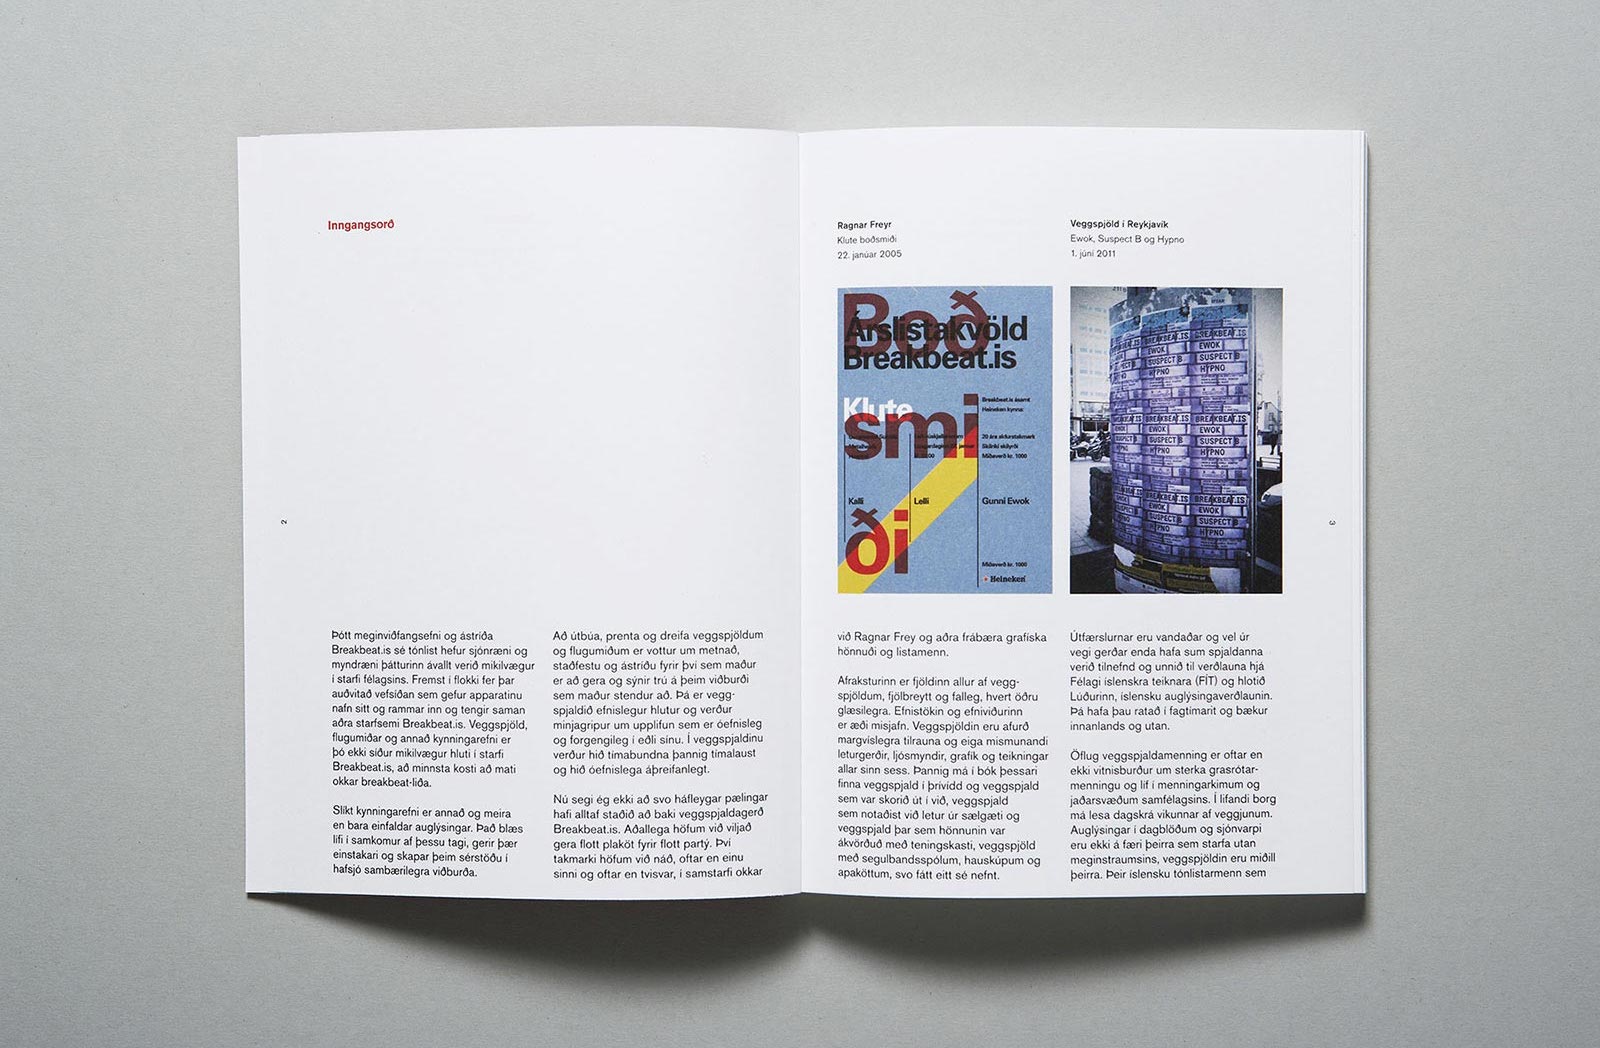 Inngangsorð
2
Þótt meginviðfangsefni og ástríða
Breakbeat.is sé tónlist hefur sjónræni og
myndræni þátturinn ávallt verið mikilvægur
í starfi félagsins. Fremst í flokki fer þar
auðvitað vefsíðan sem gefur apparatinu
nafn sitt og rammar inn og tengir saman
aðra starfsemi Breakbeat.is. Veggspjöld,
flugumiðar og annað kynningarefni er
þó ekki síður mikilvægur hluti í starfi
Breakbeat.is, að minnsta kosti að mati
okkar breakbeat-liða.
Slíkt kynningarefni er annað og meira
en bara einfaldar auglýsingar. Það blæs
lífi í samkomur af þessu tagi, gerir þær
einstakari og skapar þeim sérstöðu í
hafsjó sambærilegra viðburða.
Að útbúa, prenta og dreifa veggspjöldum
og flugumiðum er vottur um metnað,
staðfestu og ástríðu fyrir því sem maður
er að gera og sýnir trú á þeim viðburði
sem maður stendur að. Þá er vegg-
spjaldið efnislegur hlutur og verður
minjagripur um upplifun sem er óefnisleg
og forgengileg í eðli sínu. Í veggspjaldinu
verður hið tímabundna þannig tímalaust
og hið óefnislega áþreifanlegt.
Nú segi ég ekki að svo háfleygar pælingar
hafi alltaf staðið að baki veggspjaldagerð
Breakbeat.is. Aðallega höfum við viljað
gera flott plaköt fyrir flott partý. Því
takmarki höfum við náð, oftar en einu
sinni og oftar en tvisvar, í samstarfi okkar
Ragnar Freyr
Klute boðsmiði
22. janúar 2005
Boð
Árslistakvöld
Breakbeat.is
Klute
smi
Breakbeat.is ásamt
Heineken kynna:
20 ára aldurstakmark
Skilríki skilyrði
Miðaverð kr. 1000
Kalli
Lelli
Gunni Ewok
ði
Miðaverð kr. 1000
Heineken
við Ragnar Frey og aðra frábæra grafíska
hönnuði og listamenn.
Afraksturinn er fjöldinn allur af vegg-
spjöldum, fjölbreytt og falleg, hvert öðru
glæsilegra. Efnistökin og efniviðurinn
er æði misjafn. Veggspjöldin eru afurð
margvíslegra tilrauna og eiga mismunandi
leturgerðir, ljósmyndir, grafík og teikningar
allar sinn sess. Þannig má í bók þessari
finna veggspjald í þrívídd og veggspjald
sem var skorið út í við, veggspjald
sem notaðist við letur úr sælgæti og
veggspjald þar sem hönnunin var
ákvörðuð með teningskasti, veggspjöld
með segulbandsspólum, hauskúpum og
apaköttum, svo fátt eitt sé nefnt.
Veggspjöld í Reykjavík
Ewok, Suspect B og Hypno
1. júní 2011
BREAKBEAT.IS
EWOK
SUSPECT B
HYPNO
Útfærslurnar eru vandaðar og vel úr
vegi gerðar enda hafa sum spjaldanna
verið tilnefnd og unnið til verðlauna hjá
Félagi íslenskra teiknara (FÍT) og hlotið
Lúðurinn, íslensku auglýsingaverðlaunin.
Þá hafa þau ratað í fagtímarit og bækur
innanlands og utan.
Öflug veggspjaldamenning er oftar en
ekki vitnisburður um sterka grasrótar-
menningu og líf í menningarkimum og
jaðarsvæðum samfélagsins. Í lifandi borg
má lesa dagskrá vikunnar af veggjunum.
Auglýsingar í dagblöðum og sjónvarpi
eru ekki á færi þeirra sem starfa utan
meginstraumsins, veggspjöldin eru miðill
þeirra. Þeir íslensku tónlistarmenn sem
3